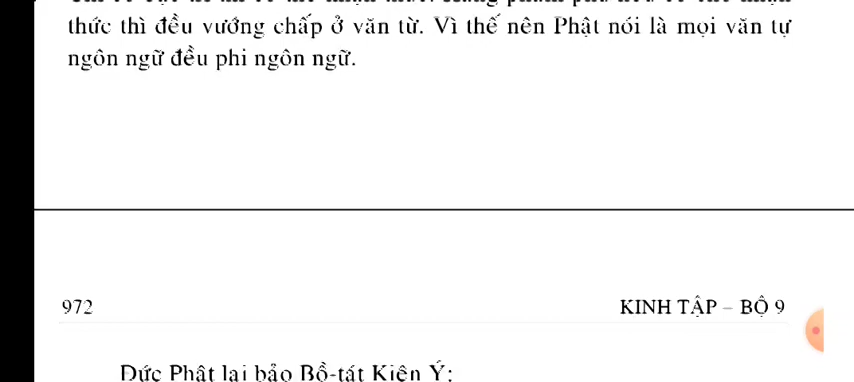 thức thì đều vướng chấp ở văn từ. Vì thế nên Phật nói là mọi văn tự
ngôn ngữ đều phi ngôn ngữ.
972
KINH TẬP – BỘ 9
Đức Phật lại bảo Bồ-tát Kiên Ý: